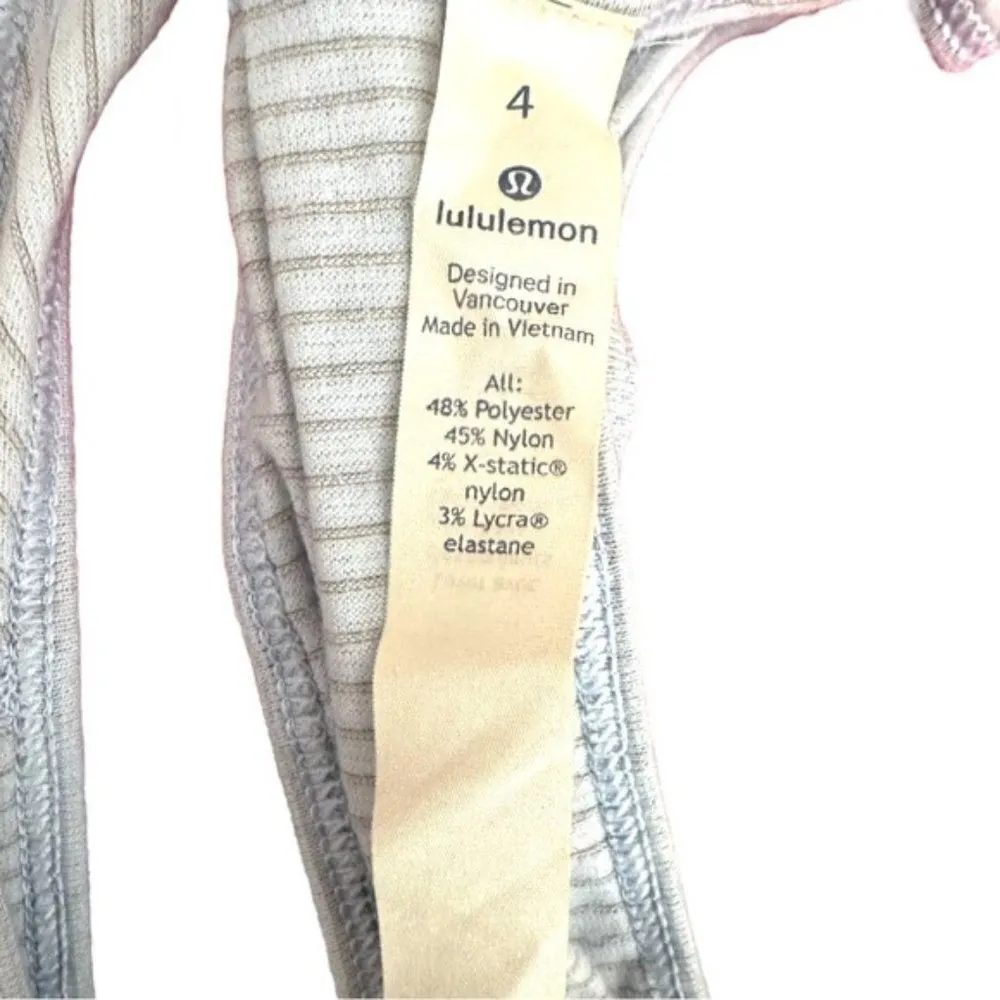 4
lululemon
Designed in
Vancouver
Made in Vietnam
All:
48% Polyester
45% Nylon
4% X-static®
nylon
3% Lycra®
elastane